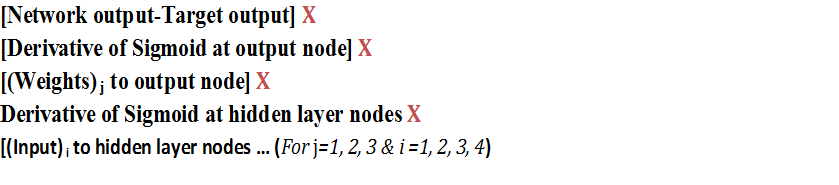 [Network output-Target output] X
[Derivative of Sigmoid at output node] X
[(Weights) j to output node] X
Derivative of Sigmoid at hidden layer nodes X
[(Input) i to hidden layer nodes ... (For j=1, 2, 3 & i =1, 2, 3, 4)